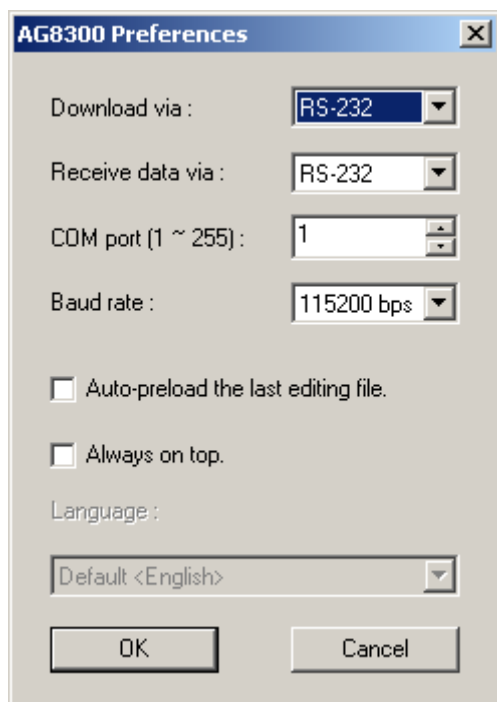 AG8300 Preferences
Download via : RS-232
Receive data via : RS-232
COM port (1 ~ 255) : 1
Baud rate : 115200 bps
Auto-preload the last editing file.
Always on top.
Language :
Default <English>
OK Cancel